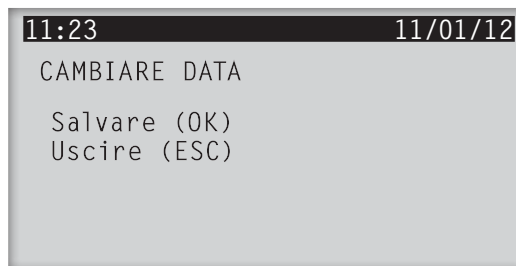 11:23 11/01/12
CAMBIARE DATA
Salvare (OK)
Uscire (ESC)